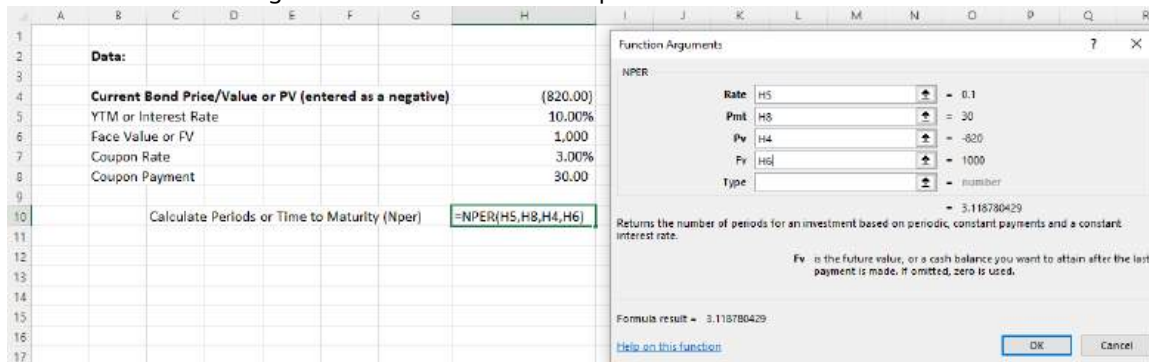 A B C D E F G H I J K L M N O P Q R
1
2 Data:
3
4 Current Bond Price/Value or PV (entered as a negative) (820.00)
5 YTM or Interest Rate 10.00%
6 Face Value or FV 1,000
7 Coupon Rate 3.00%
8 Coupon Payment 30.00
9
10 Calculate Periods or Time to Maturity (Nper) =NPER(H5,H8,H4,H6)
11
12
13
14
15
16
17
Function Arguments ? ×
NPER
Rate H5 = 0.1
Pmt H8 = 30
Pv H4 = -820
Fv H6 = 1000
Type = number
= 3.118780429
Returns the number of periods for an investment based on periodic, constant payments and a constant
interest rate.
Fv is the future value, or a cash balance you want to attain after the last
payment is made. If omitted, zero is used.
Formula result = 3.118780429
Help on this function OK Cancel